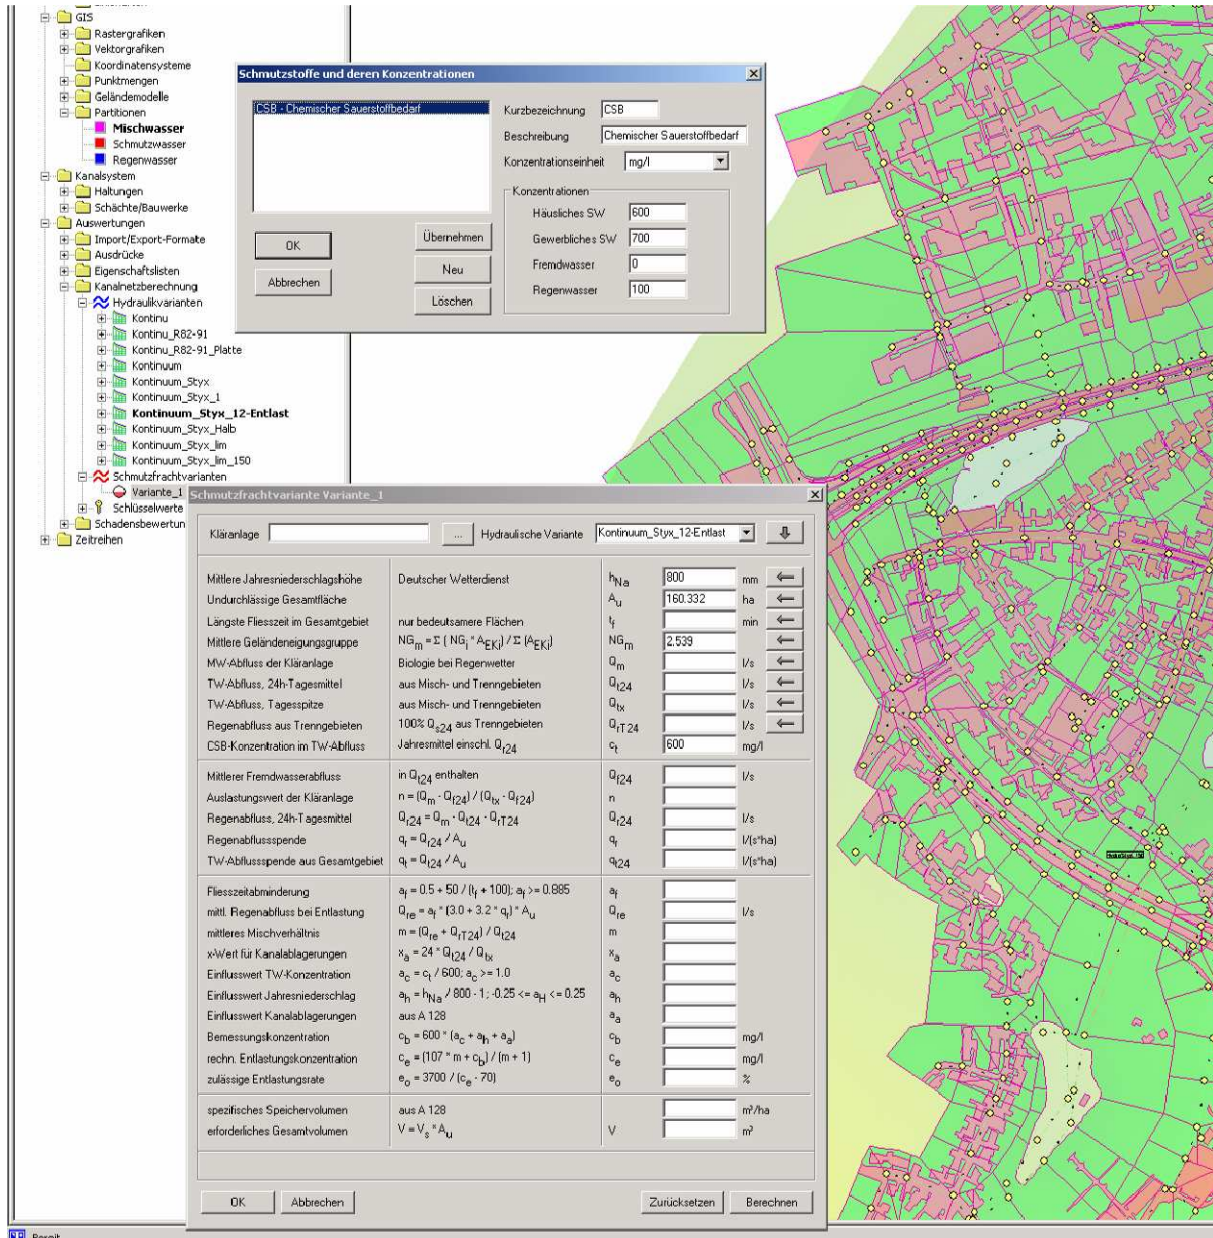 GIS
Rastergrafiken
Vektorgrafiken
Koordinatensysteme
Punktmengen
Geländemodelle
Partitionen
Mischwasser
Schmutzwasser
Regenwasser
Kanalsystem
Haltungen
Schächte/Bauwerke
Auswertungen
Import/Export-Formate
Ausdrücke
Eigenschaftslisten
Kanalnetzberechnung
Hydraulikvarianten
Kontinu
Kontinu_R82-91
Kontinu_R82-91_Platte
Kontinuum
Kontinuum_Styx
Kontinuum_Styx_1
Kontinuum_Styx_12-Entlast
Kontinuum_Styx_Halb
Kontinuum_Styx_lim
Kontinuum_Styx_lim_150
Schmutzfrachtvarianten
Variante_1
Schlüsselwerte
Schadensbewertun
Zeitreihen
Schmutzstoffe und deren Konzentrationen
CSB - Chemischer Sauerstoffbedarf
Kurzbezeichnung CSB
Beschreibung Chemischer Sauerstoffbedarf
Konzentrationseinheit mg/l
Konzentrationen
Häusliches SW 600
Gewerbliches SW 700
Fremdwasser 0
Regenwasser 100
OK
Abbrechen
Übernehmen
Neu
Löschen
Schmutzfrachtvariante Variante_1
Kläranlage ... Hydraulische Variante Kontinuum_Styx_12-Entlast
Mittlere Jahresniederschlagshöhe Deutscher Wetterdienst h_Na 800 mm
Undurchlässige Gesamtfläche A_u 160.332 ha
Längste Fliesszeit im Gesamtgebiet nur bedeutsamere Flächen t_f min
Mittlere Geländeneigungsgruppe NG_m = Σ ( NG_i * A_EKi) / Σ (A_EKi) NG_m 2.539
MW-Abfluss der Kläranlage Biologie bei Regenwetter Q_m l/s
TW-Abfluss, 24h-Tagesmittel aus Misch- und Trenngebieten Q_t24 l/s
TW-Abfluss, Tagesspitze aus Misch- und Trenngebieten Q_tx l/s
Regenabfluss aus Trenngebieten 100% Q_s24 aus Trenngebieten Q_rT24 l/s
CSB-Konzentration im TW-Abfluss Jahresmittel einschl. Q_f24 c_t 600 mg/l
Mittlerer Fremdwasserabfluss in Q_t24 enthalten Q_f24 l/s
Auslastungswert der Kläranlage n = (Q_m - Q_f24) / (Q_tx - Q_f24) n
Regenabfluss, 24h-Tagesmittel Q_r24 = Q_m - Q_t24 - Q_rT24 Q_r24 l/s
Regenabflussspende q_r = Q_r24 / A_u q_r l/(s*ha)
TW-Abflussspende aus Gesamtgebiet q_t = Q_t24 / A_u q_t24 l/(s*ha)
Fliesszeitabminderung a_f = 0.5 + 50 / (t_f + 100); a_f >= 0.885 a_f
mittl. Regenabfluss bei Entlastung Q_re = a_f * (3.0 + 3.2 * q_r) * A_u Q_re l/s
mittleres Mischverhältnis m = (Q_re + Q_rT24) / Q_t24 m
x-Wert für Kanalablagerungen x_a = 24 * Q_t24 / Q_tx x_a
Einflusswert TW-Konzentration a_c = c_t / 600; a_c >= 1.0 a_c
Einflusswert Jahresniederschlag a_h = h_Na / 800 - 1 ; -0.25 <= a_H <= 0.25 a_h
Einflusswert Kanalablagerungen aus A 128 a_a
Bemessungskonzentration c_b = 600 * (a_c + a_h + a_a) c_b mg/l
rechn. Entlastungskonzentration c_e = (107 * m + c_b) / (m + 1) c_e mg/l
zulässige Entlastungsrate e_o = 3700 / (c_e - 70) e_o %
spezifisches Speichervolumen aus A 128 m³/ha
erforderliches Gesamtvolumen V = V_s * A_u V m³
OK Abbrechen Zurücksetzen Berechnen